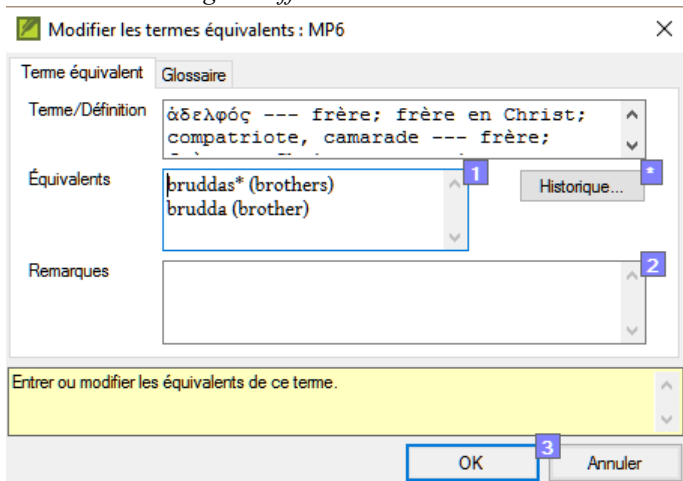 Modifier les termes équivalents : MP6
Terme équivalent Glossaire
Terme/Définition
ἀδελφός --- frère; frère en Christ;
compatriote, camarade --- frère;
Équivalents
bruddas* (brothers)
brudda (brother)
1
Historique...
*
Remarques
2
Entrer ou modifier les équivalents de ce terme.
OK
3
Annuler